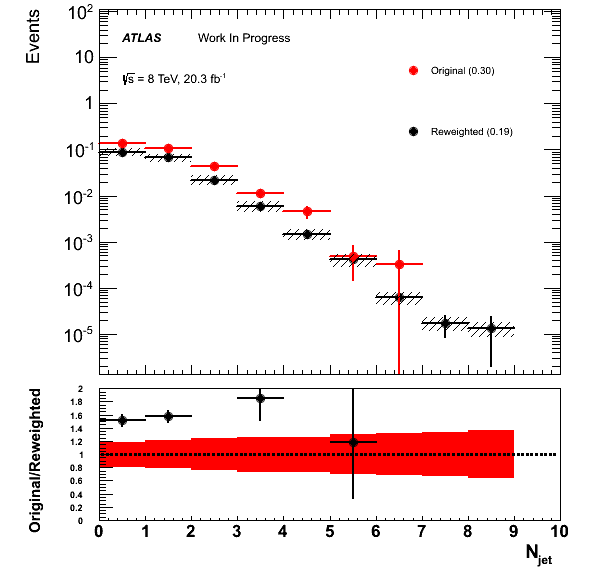 Events
10²
10
1
10⁻¹
10⁻²
10⁻³
10⁻⁴
10⁻⁵
ATLAS Work In Progress
√s = 8 TeV, 20.3 fb⁻¹
Original (0.30)
Reweighted (0.19)
Original/Reweighted
2
1.8
1.6
1.4
1.2
1
0.8
0.6
0.4
0.2
0
0 1 2 3 4 5 6 7 8 9 10
N_jet